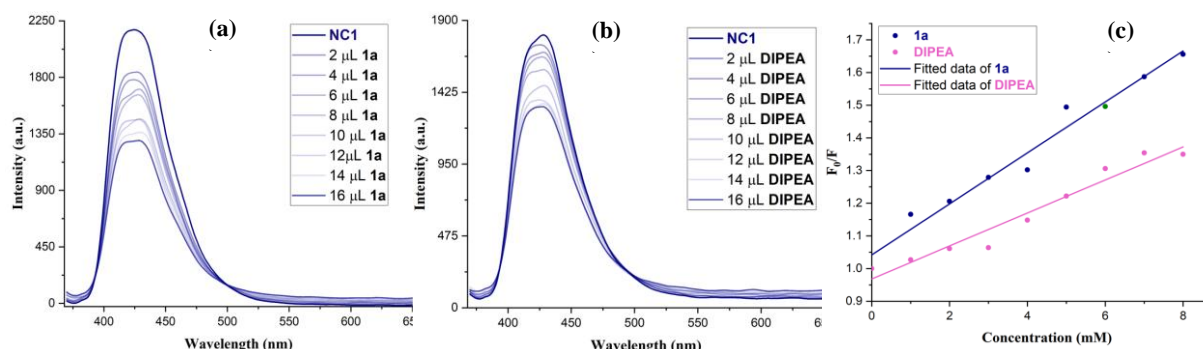 (a)
2250
1800
1350
900
450
0
Intensity (a.u.)
400
450
500
550
600
65
Wavelength (nm)
NC1
2 μL 1a
4 μL 1a
6 μL 1a
8 μL 1a
10 μL 1a
12μL 1a
14 μL 1a
16 μL 1a
(b)
1900
1425
950
475
0
Intensity (a.u.)
400
450
500
550
600
65
Wavelength (nm)
NC1
2 μL DIPEA
4 μL DIPEA
6 μL DIPEA
8 μL DIPEA
10 μL DIPEA
12 μL DIPEA
14 μL DIPEA
16 μL DIPEA
(c)
1.7
1.6
1.5
1.4
1.3
1.2
1.1
1.0
0.9
F0/F
0
2
4
6
8
Concentration (mM)
1a
DIPEA
Fitted data of 1a
Fitted data of DIPEA